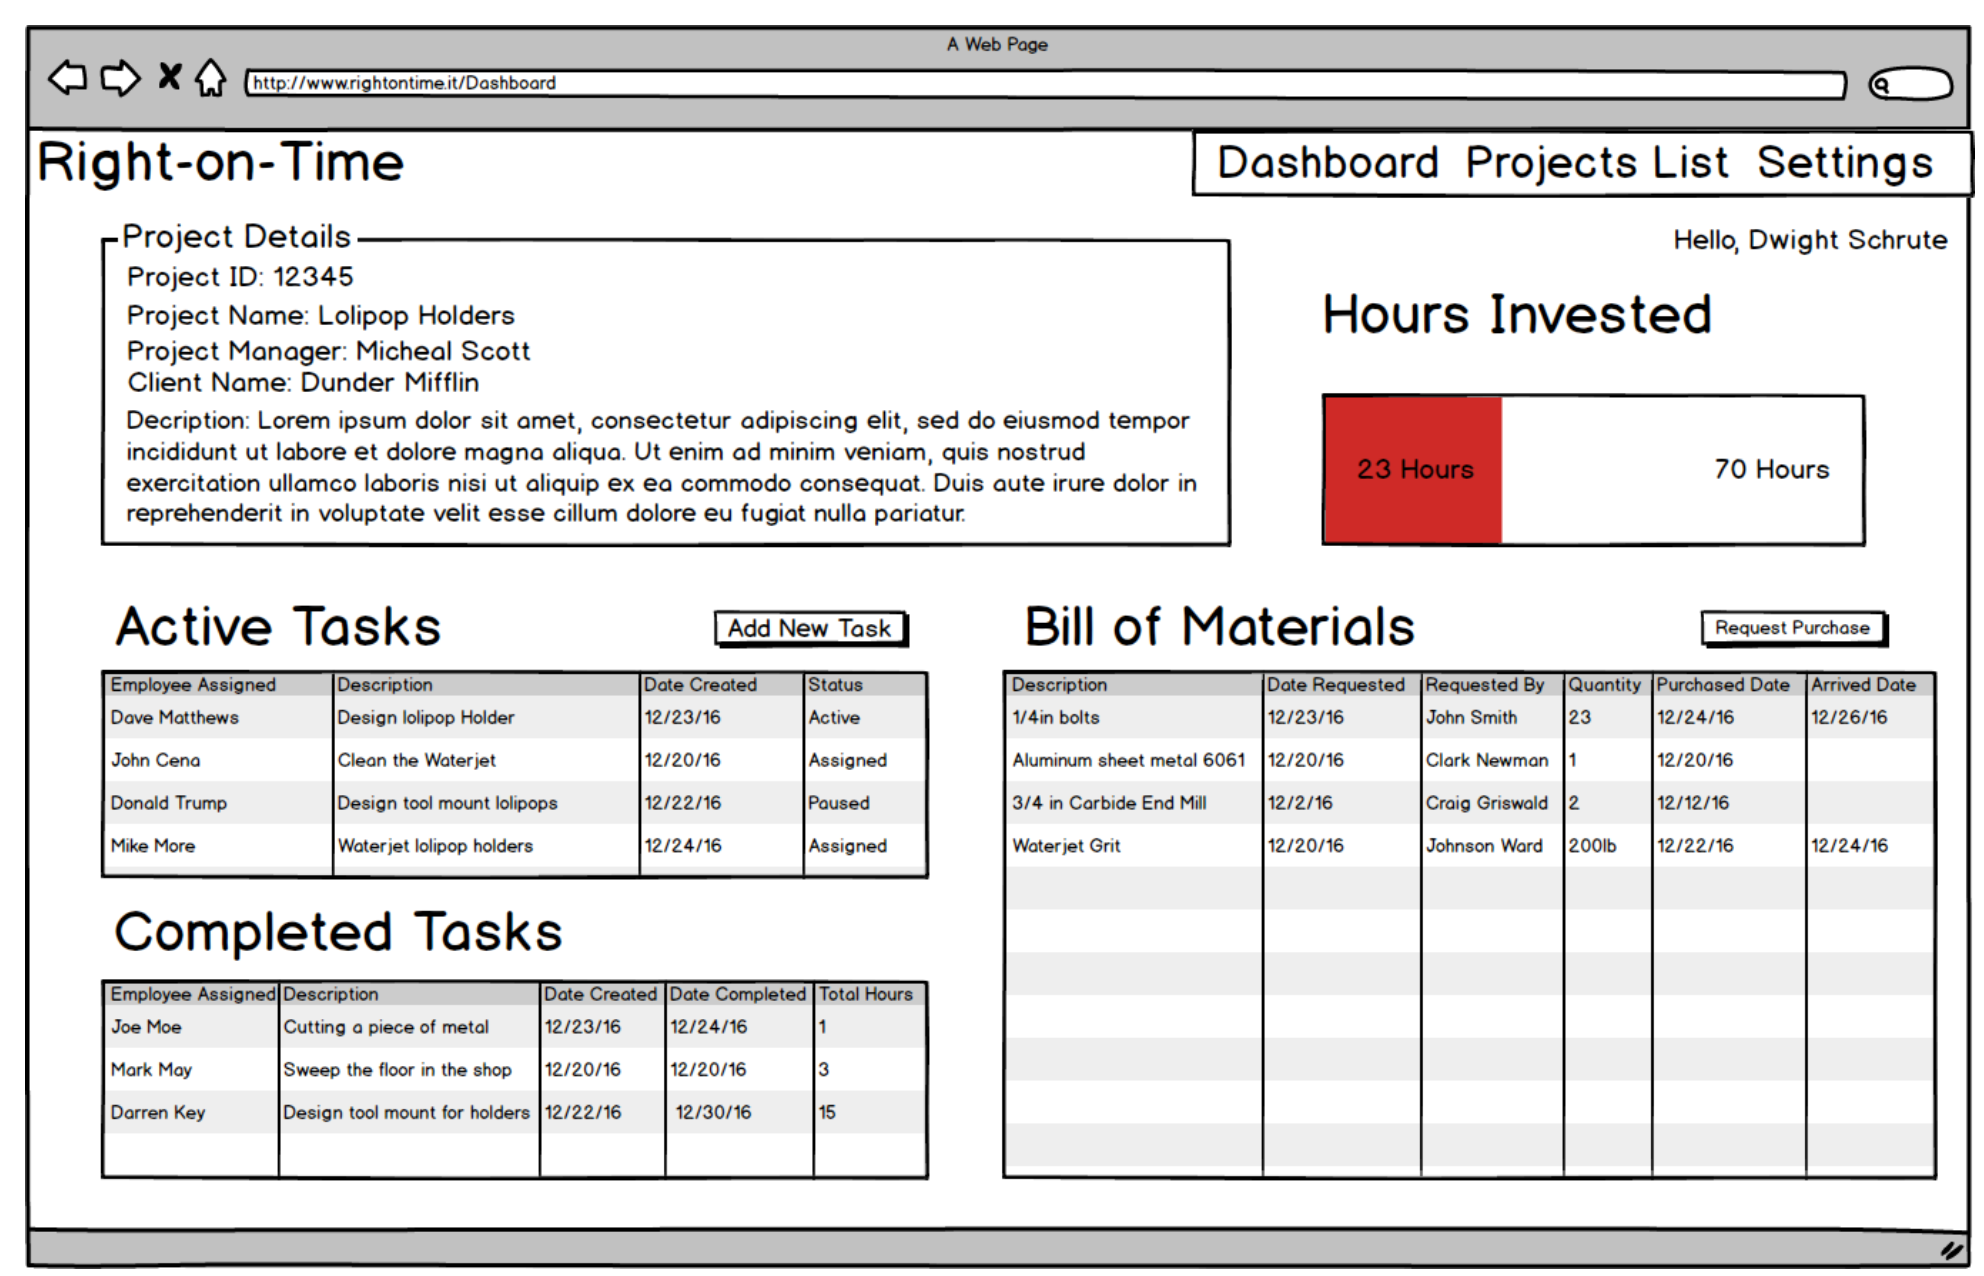 A Web Page
http://www.rightontime.it/Dashboard
Right-on-Time
Dashboard Projects List Settings
Hello, Dwight Schrute
Project Details
Project ID: 12345
Project Name: Lolipop Holders
Project Manager: Micheal Scott
Client Name: Dunder Mifflin
Decription: Lorem ipsum dolor sit amet, consectetur adipiscing elit, sed do eiusmod tempor
incididunt ut labore et dolore magna aliqua. Ut enim ad minim veniam, quis nostrud
exercitation ullamco laboris nisi ut aliquip ex ea commodo consequat. Duis aute irure dolor in
reprehenderit in voluptate velit esse cillum dolore eu fugiat nulla pariatur.
Hours Invested
23 Hours 70 Hours
Active Tasks
Add New Task
Employee Assigned Description Date Created Status
Dave Matthews Design lolipop Holder 12/23/16 Active
John Cena Clean the Waterjet 12/20/16 Assigned
Donald Trump Design tool mount lolipops 12/22/16 Paused
Mike More Waterjet lolipop holders 12/24/16 Assigned
Completed Tasks
Employee Assigned Description Date Created Date Completed Total Hours
Joe Moe Cutting a piece of metal 12/23/16 12/24/16 1
Mark May Sweep the floor in the shop 12/20/16 12/20/16 3
Darren Key Design tool mount for holders 12/22/16 12/30/16 15
Bill of Materials
Request Purchase
Description Date Requested Requested By Quantity Purchased Date Arrived Date
1/4in bolts 12/23/16 John Smith 23 12/24/16 12/26/16
Aluminum sheet metal 6061 12/20/16 Clark Newman 1 12/20/16
3/4 in Carbide End Mill 12/2/16 Craig Griswald 2 12/12/16
Waterjet Grit 12/20/16 Johnson Ward 200lb 12/22/16 12/24/16